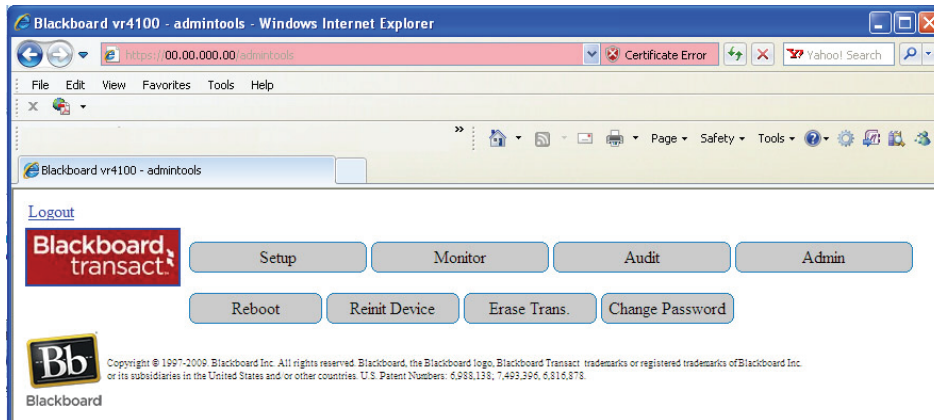 Blackboard vr4100 - admintools - Windows Internet Explorer
https://00.00.000.00/admintools Certificate Error Yahoo! Search
File Edit View Favorites Tools Help
x
» Page Safety Tools
Blackboard vr4100 - admintools
Logout
Blackboard
transact™
Setup Monitor Audit Admin
Reboot Reinit Device Erase Trans. Change Password
Bb
Blackboard
Copyright © 1997-2009. Blackboard Inc. All rights reserved. Blackboard, the Blackboard logo, Blackboard Transact trademarks or registered trademarks of Blackboard Inc.
or its subsidiaries in the United States and/or other countries. U.S. Patent Numbers: 6,988,138; 7,493,396, 6,816,878.